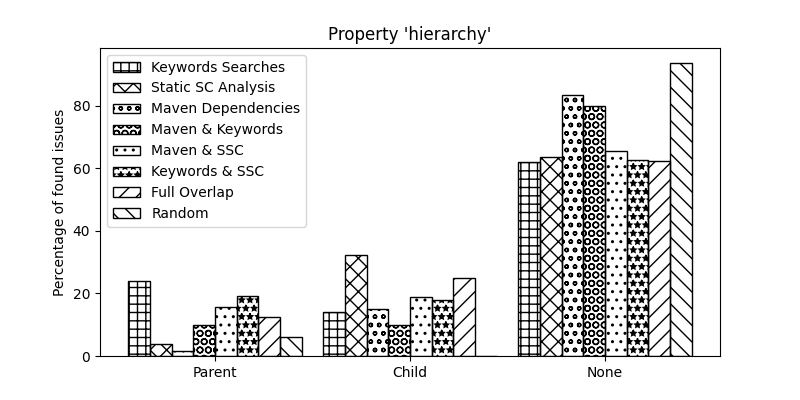 Property 'hierarchy'
Percentage of found issues
80
60
40
20
0
Keywords Searches
Static SC Analysis
Maven Dependencies
Maven & Keywords
Maven & SSC
Keywords & SSC
Full Overlap
Random
Parent
Child
None